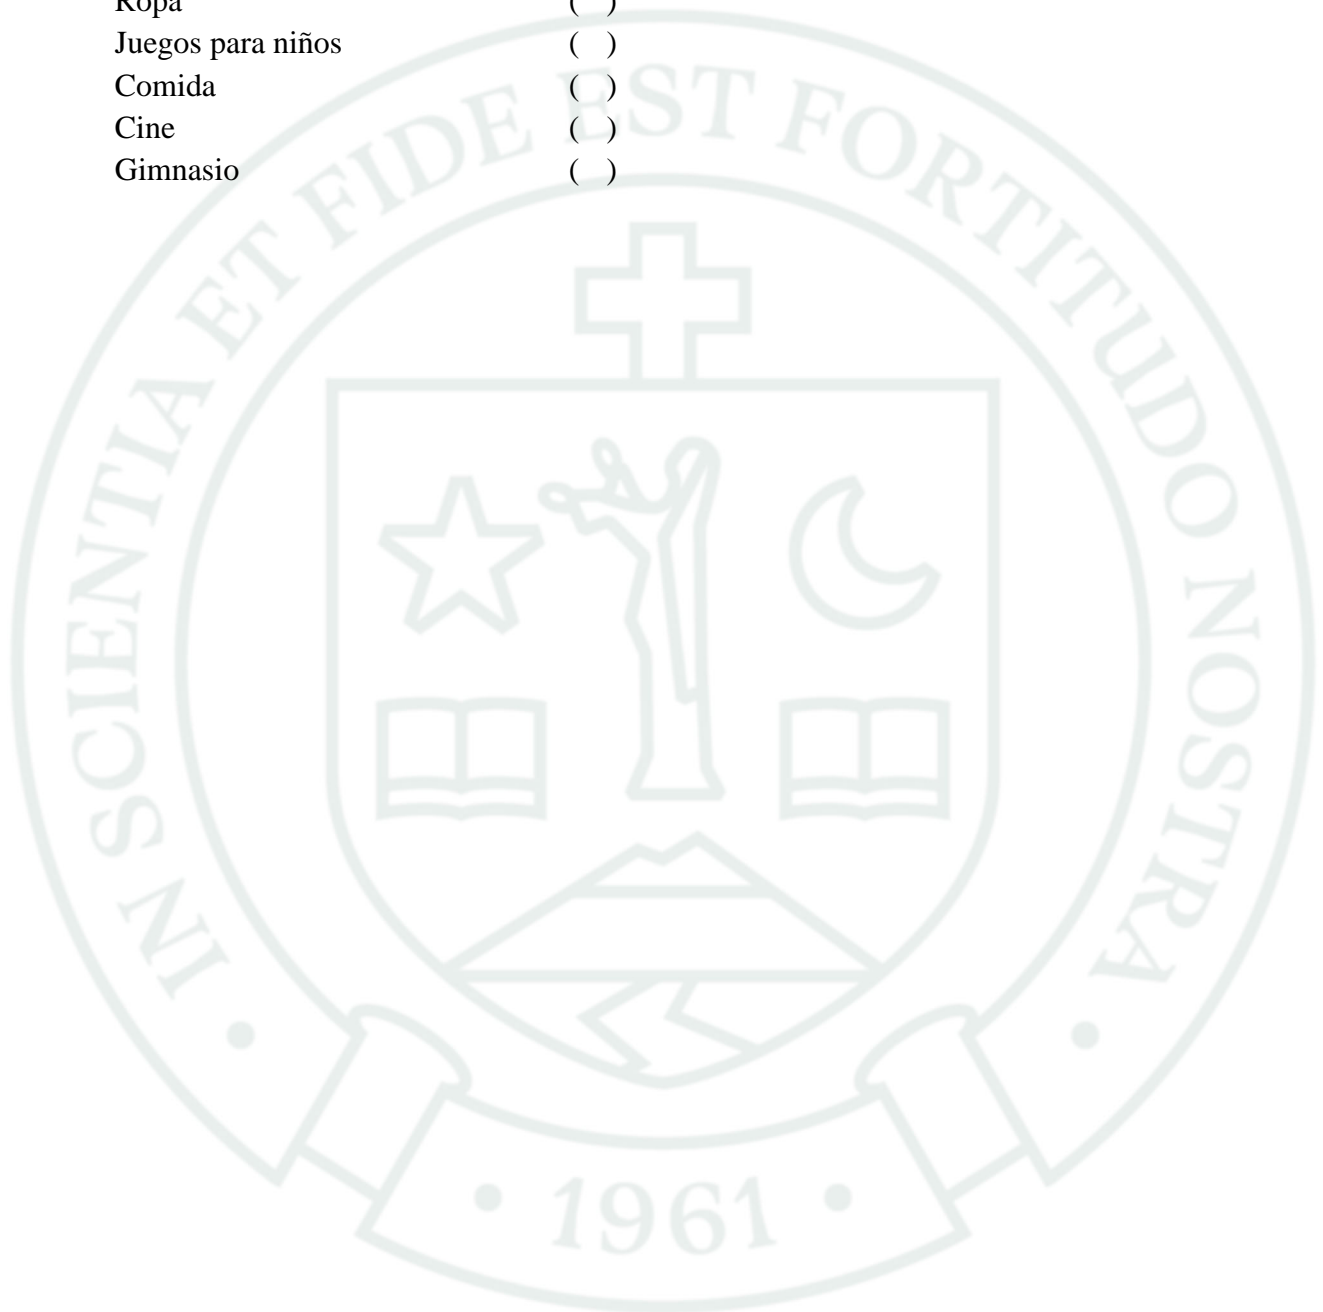 Ropa ( )
Juegos para niños ( )
Comida ( )
Cine ( )
Gimnasio ( )
IN SCIENTIA ET FIDE EST FORTITUDO NOSTRA
• 1961 •